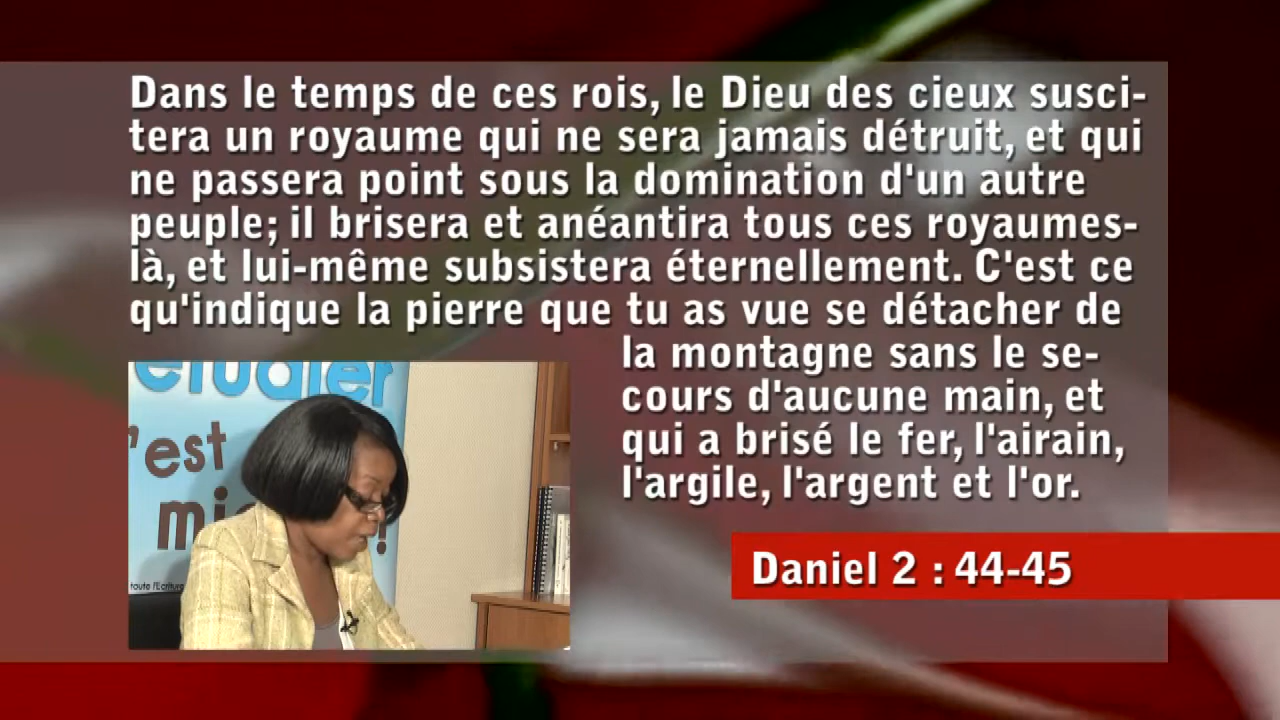 Dans le temps de ces rois, le Dieu des cieux susci-
tera un royaume qui ne sera jamais détruit, et qui
ne passera point sous la domination d'un autre
peuple; il brisera et anéantira tous ces royaumes-
là, et lui-même subsistera éternellement. C'est ce
qu'indique la pierre que tu as vue se détacher de
la montagne sans le se-
cours d'aucune main, et
qui a brisé le fer, l'airain,
l'argile, l'argent et l'or.
étudier
'est
mi !
toute l'Ecriture
Daniel 2 : 44-45